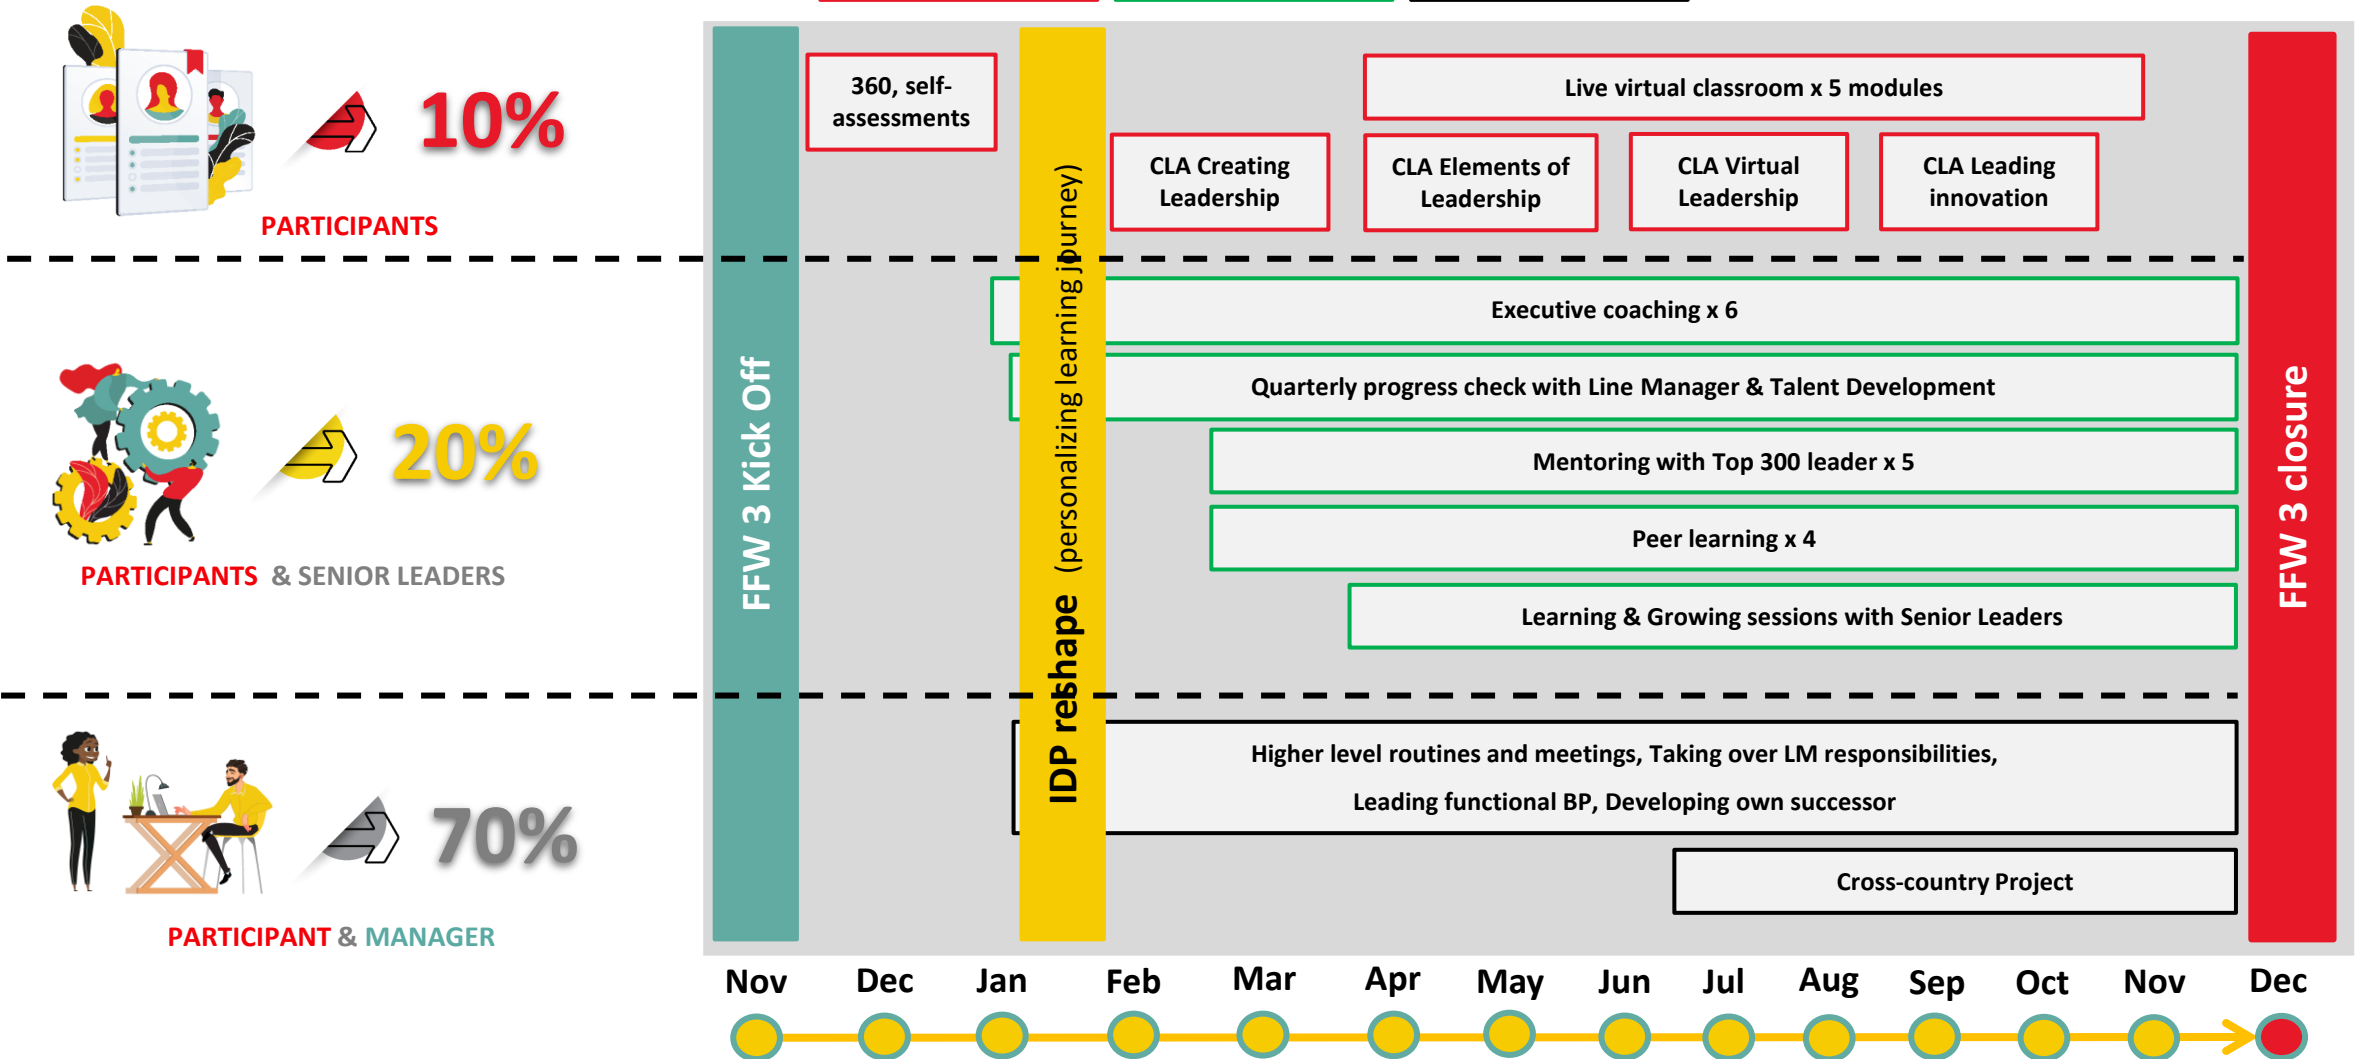 10%
PARTICIPANTS
360, self-
assessments
Live virtual classroom x 5 modules
CLA Creating
Leadership
CLA Elements of
Leadership
CLA Virtual
Leadership
CLA Leading
innovation
20%
PARTICIPANTS & SENIOR LEADERS
Executive coaching x 6
Quarterly progress check with Line Manager & Talent Development
Mentoring with Top 300 leader x 5
Peer learning x 4
Learning & Growing sessions with Senior Leaders
FFW 3 Kick Off
IDP reshape (personalizing learning journey)
FFW 3 closure
70%
PARTICIPANT & MANAGER
Higher level routines and meetings, Taking over LM responsibilities,
Leading functional BP, Developing own successor
Cross-country Project
Nov Dec Jan Feb Mar Apr May Jun Jul Aug Sep Oct Nov Dec